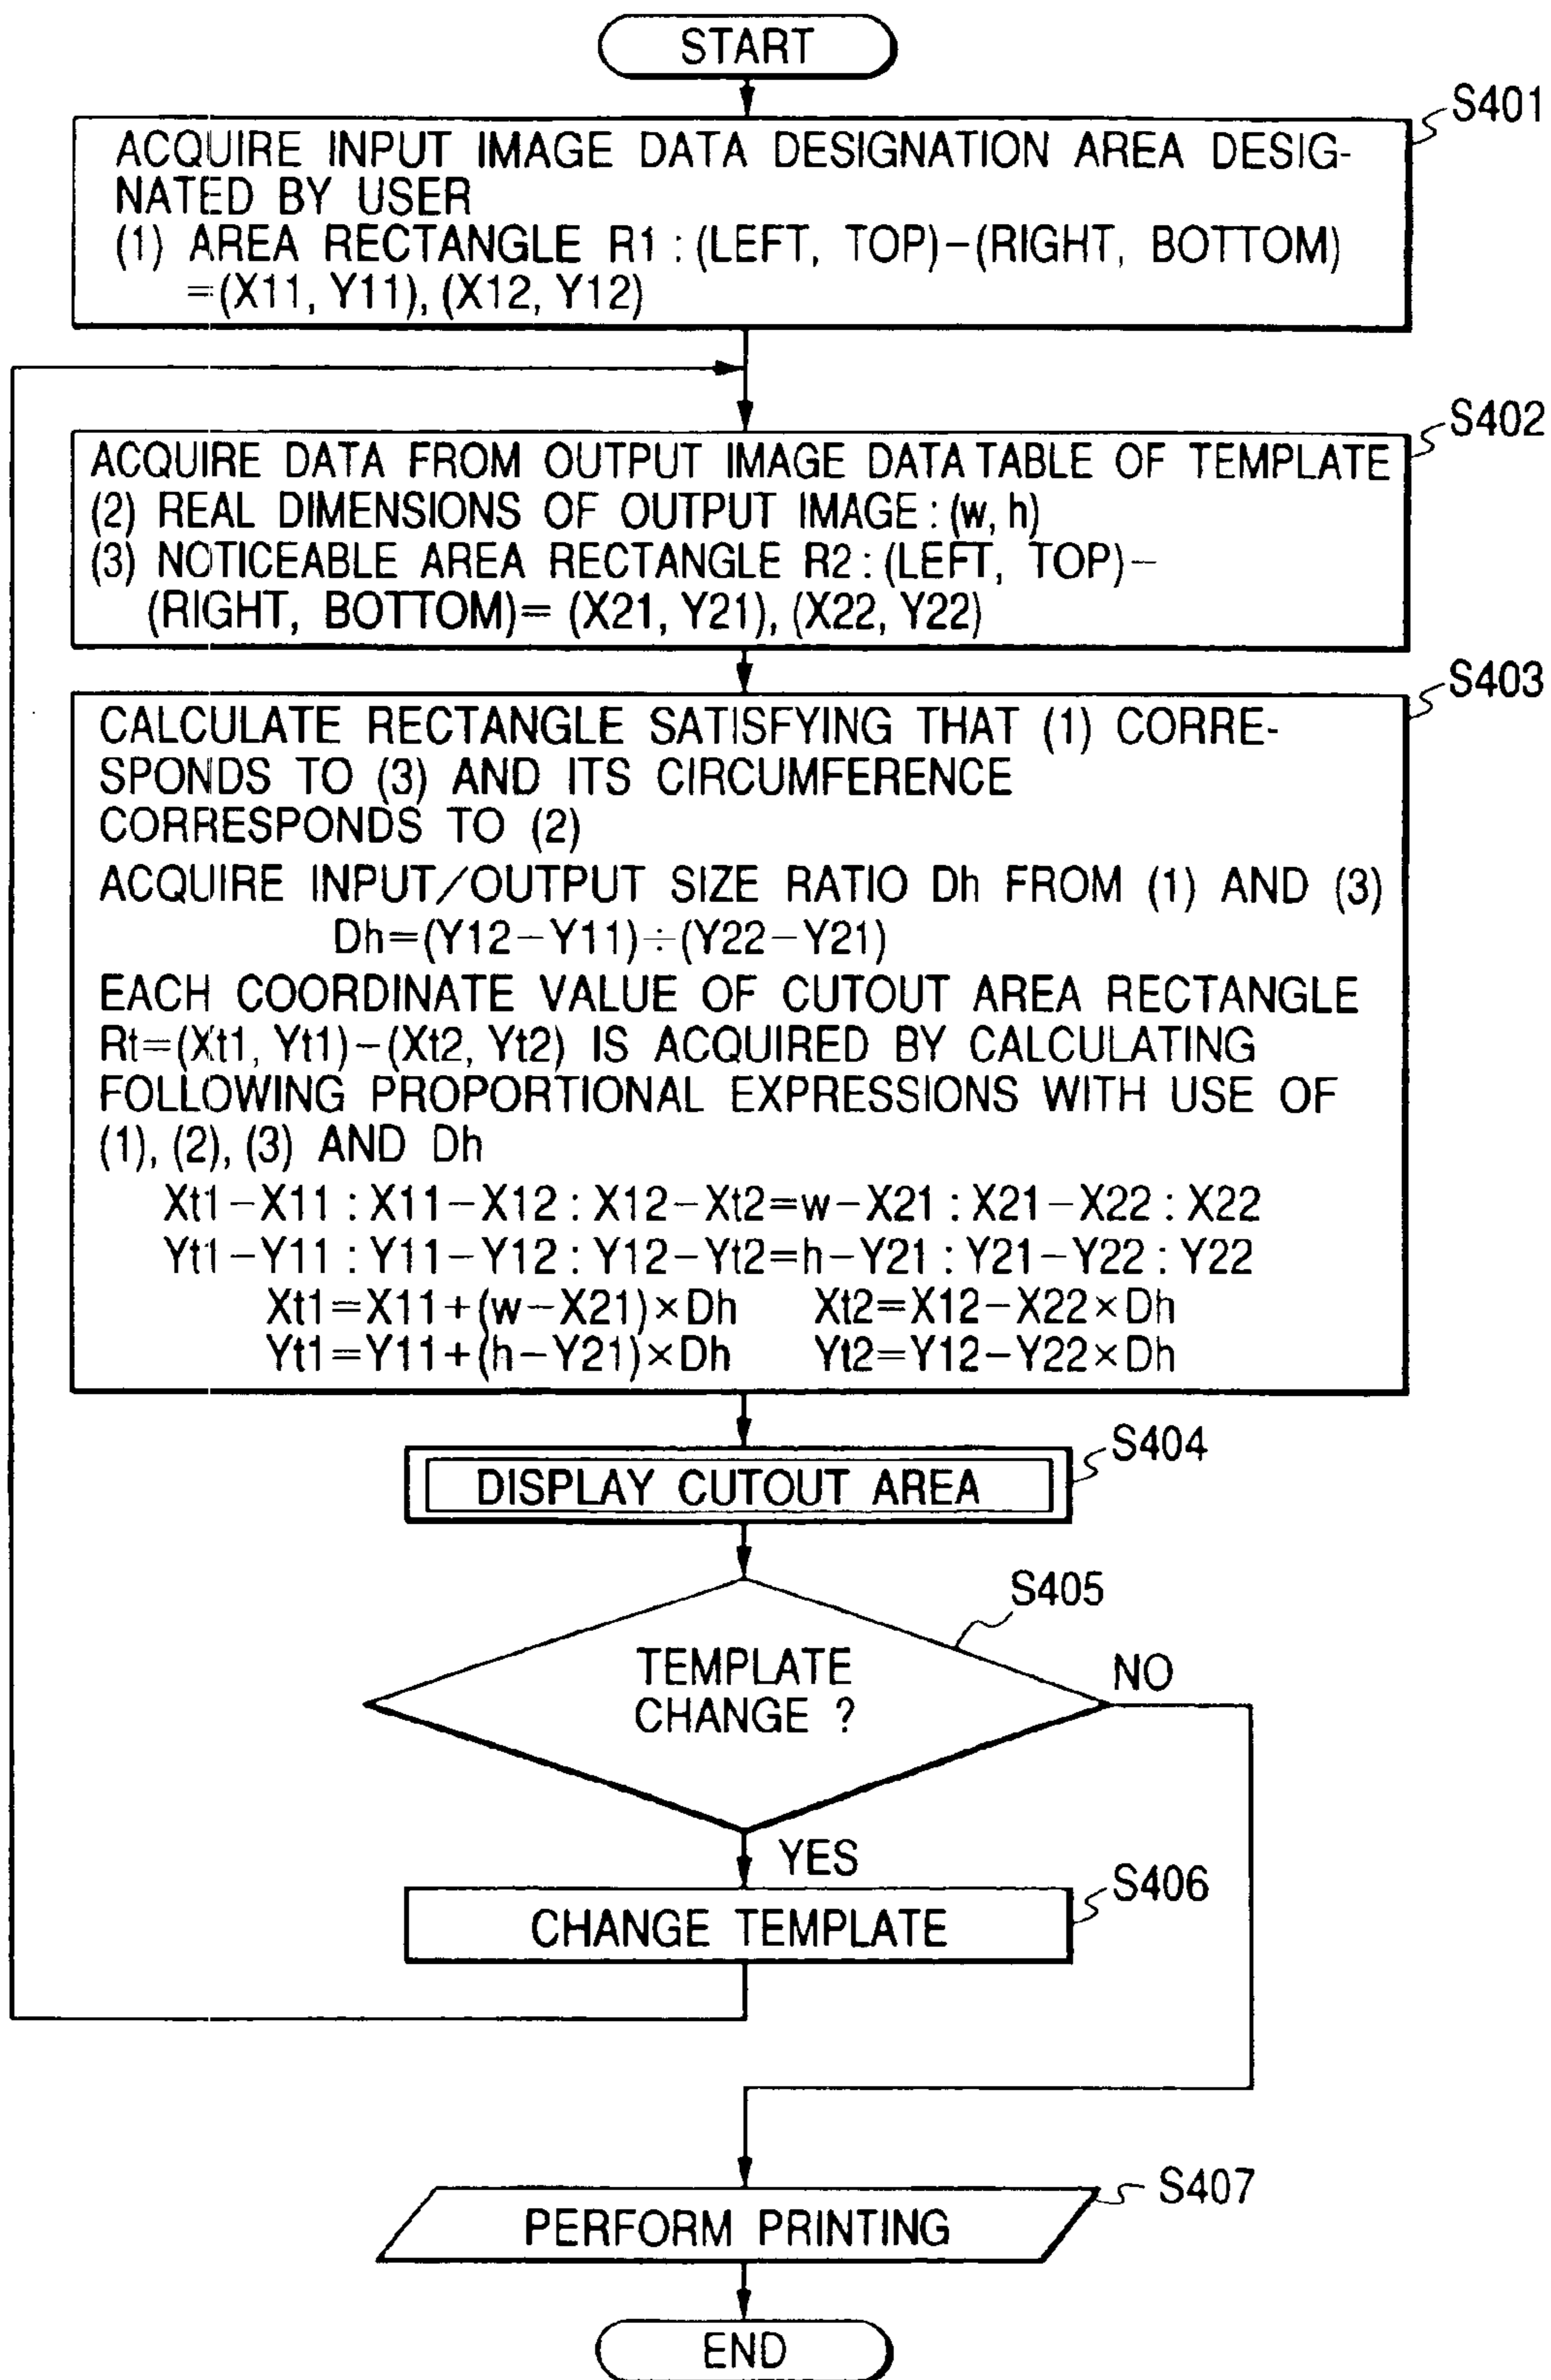 START
S401
ACQUIRE INPUT IMAGE DATA DESIGNATION AREA DESIG-
NATED BY USER
(1) AREA RECTANGLE R1 : (LEFT, TOP)-(RIGHT, BOTTOM)
=(X11, Y11), (X12, Y12)
S402
ACQUIRE DATA FROM OUTPUT IMAGE DATA TABLE OF TEMPLATE
(2) REAL DIMENSIONS OF OUTPUT IMAGE : (w, h)
(3) NOTICEABLE AREA RECTANGLE R2 : (LEFT, TOP)-
(RIGHT, BOTTOM)= (X21, Y21), (X22, Y22)
S403
CALCULATE RECTANGLE SATISFYING THAT (1) CORRE-
SPONDS TO (3) AND ITS CIRCUMFERENCE
CORRESPONDS TO (2)
ACQUIRE INPUT/OUTPUT SIZE RATIO Dh FROM (1) AND (3)
Dh=(Y12-Y11)÷(Y22-Y21)
EACH COORDINATE VALUE OF CUTOUT AREA RECTANGLE
Rt=(Xt1, Yt1)-(Xt2, Yt2) IS ACQUIRED BY CALCULATING
FOLLOWING PROPORTIONAL EXPRESSIONS WITH USE OF
(1), (2), (3) AND Dh
Xt1-X11 : X11-X12 : X12-Xt2=w-X21 : X21-X22 : X22
Yt1-Y11 : Y11-Y12 : Y12-Yt2=h-Y21 : Y21-Y22 : Y22
Xt1=X11+(w-X21)×Dh Xt2=X12-X22×Dh
Yt1=Y11+(h-Y21)×Dh Yt2=Y12-Y22×Dh
S404
DISPLAY CUTOUT AREA
S405
TEMPLATE
CHANGE ?
NO
YES
S406
CHANGE TEMPLATE
S407
PERFORM PRINTING
END